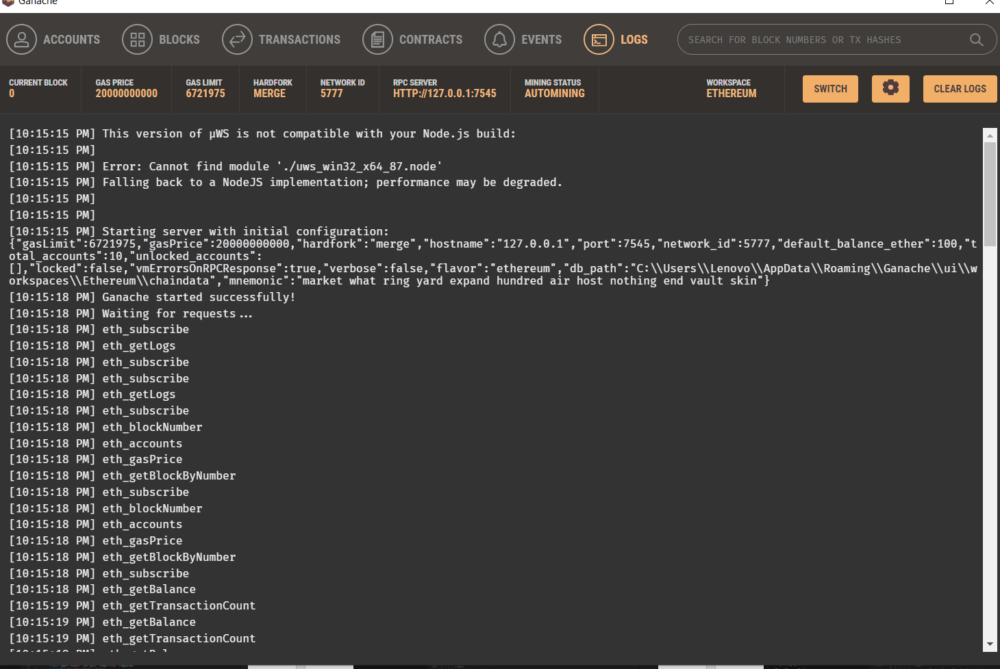 Ganache
ACCOUNTS BLOCKS TRANSACTIONS CONTRACTS EVENTS LOGS SEARCH FOR BLOCK NUMBERS OR TX HASHES
CURRENT BLOCK GAS PRICE GAS LIMIT HARDFORK NETWORK ID RPC SERVER MINING STATUS WORKSPACE
0 20000000000 6721975 MERGE 5777 HTTP://127.0.0.1:7545 AUTOMINING ETHEREUM
SWITCH CLEAR LOGS
[10:15:15 PM] This version of µWS is not compatible with your Node.js build:
[10:15:15 PM]
[10:15:15 PM] Error: Cannot find module './uws_win32_x64_87.node'
[10:15:15 PM] Falling back to a NodeJS implementation; performance may be degraded.
[10:15:15 PM]
[10:15:15 PM]
[10:15:15 PM] Starting server with initial configuration:
{"gasLimit":6721975,"gasPrice":20000000000,"hardfork":"merge","hostname":"127.0.0.1","port":7545,"network_id":5777,"default_balance_ether":100,"t
otal_accounts":10,"unlocked_accounts":
[],"locked":false,"vmErrorsOnRPCResponse":true,"verbose":false,"flavor":"ethereum","db_path":"C:\\Users\\Lenovo\\AppData\\Roaming\\Ganache\\ui\\w
orkspaces\\Ethereum\\chaindata","mnemonic":"market what ring yard expand hundred air host nothing end vault skin"}
[10:15:18 PM] Ganache started successfully!
[10:15:18 PM] Waiting for requests...
[10:15:18 PM] eth_subscribe
[10:15:18 PM] eth_getLogs
[10:15:18 PM] eth_subscribe
[10:15:18 PM] eth_subscribe
[10:15:18 PM] eth_getLogs
[10:15:18 PM] eth_subscribe
[10:15:18 PM] eth_blockNumber
[10:15:18 PM] eth_accounts
[10:15:18 PM] eth_gasPrice
[10:15:18 PM] eth_getBlockByNumber
[10:15:18 PM] eth_subscribe
[10:15:18 PM] eth_blockNumber
[10:15:18 PM] eth_accounts
[10:15:18 PM] eth_gasPrice
[10:15:18 PM] eth_getBlockByNumber
[10:15:18 PM] eth_subscribe
[10:15:18 PM] eth_getBalance
[10:15:19 PM] eth_getTransactionCount
[10:15:19 PM] eth_getBalance
[10:15:19 PM] eth_getTransactionCount